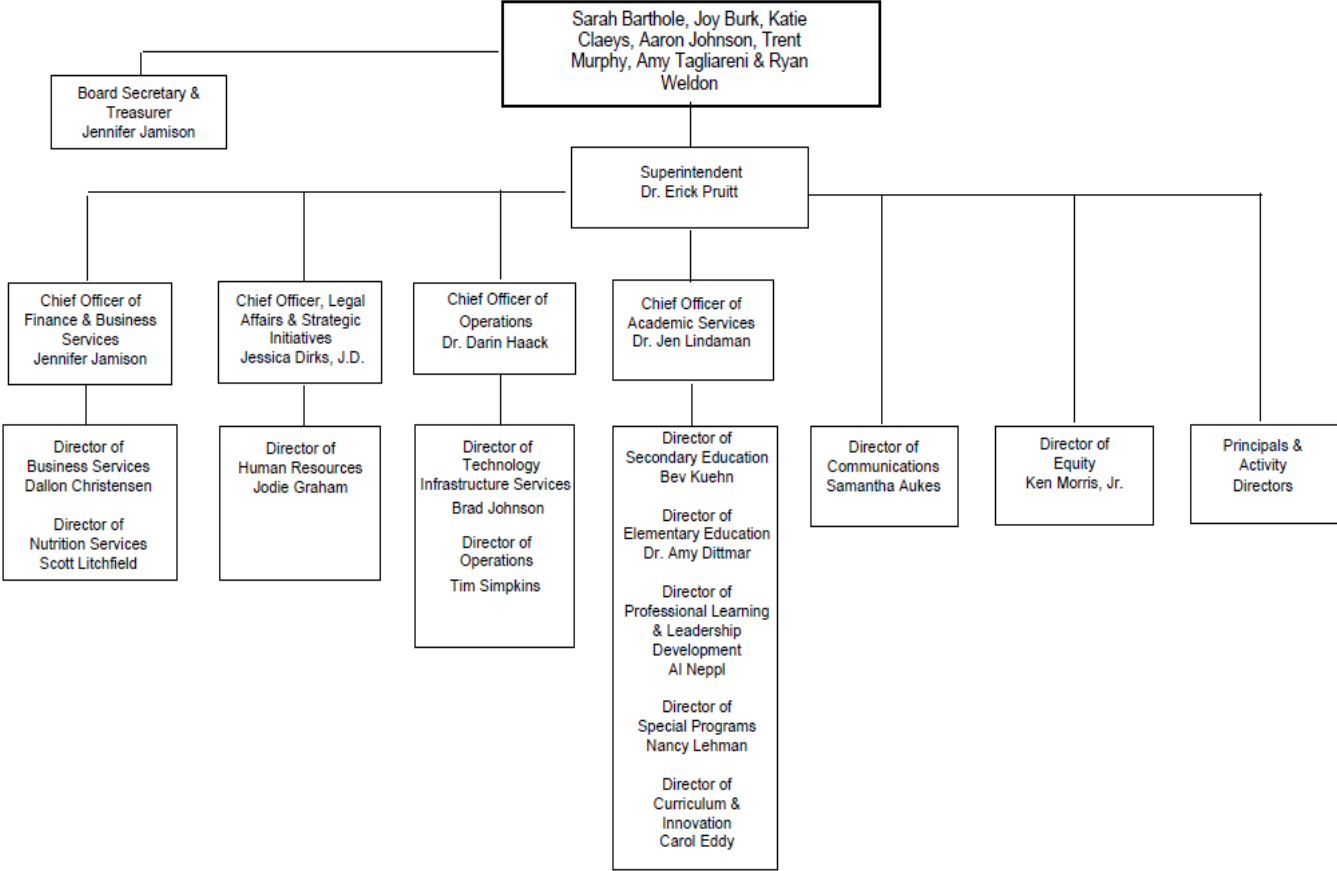 Sarah Barthole, Joy Burk, Katie
Claeys, Aaron Johnson, Trent
Murphy, Amy Tagliareni & Ryan
Weldon
Board Secretary &
Treasurer
Jennifer Jamison
Superintendent
Dr. Erick Pruitt
Chief Officer of
Finance & Business
Services
Jennifer Jamison
Chief Officer, Legal
Affairs & Strategic
Initiatives
Jessica Dirks, J.D.
Chief Officer of
Operations
Dr. Darin Haack
Chief Officer of
Academic Services
Dr. Jen Lindaman
Director of
Business Services
Dallon Christensen
Director of
Nutrition Services
Scott Litchfield
Director of
Human Resources
Jodie Graham
Director of
Technology
Infrastructure Services
Brad Johnson
Director of
Operations
Tim Simpkins
Director of
Secondary Education
Bev Kuehn
Director of
Elementary Education
Dr. Amy Dittmar
Director of
Professional Learning
& Leadership
Development
Al Neppl
Director of
Special Programs
Nancy Lehman
Director of
Curriculum &
Innovation
Carol Eddy
Director of
Communications
Samantha Aukes
Director of
Equity
Ken Morris, Jr.
Principals &
Activity
Directors